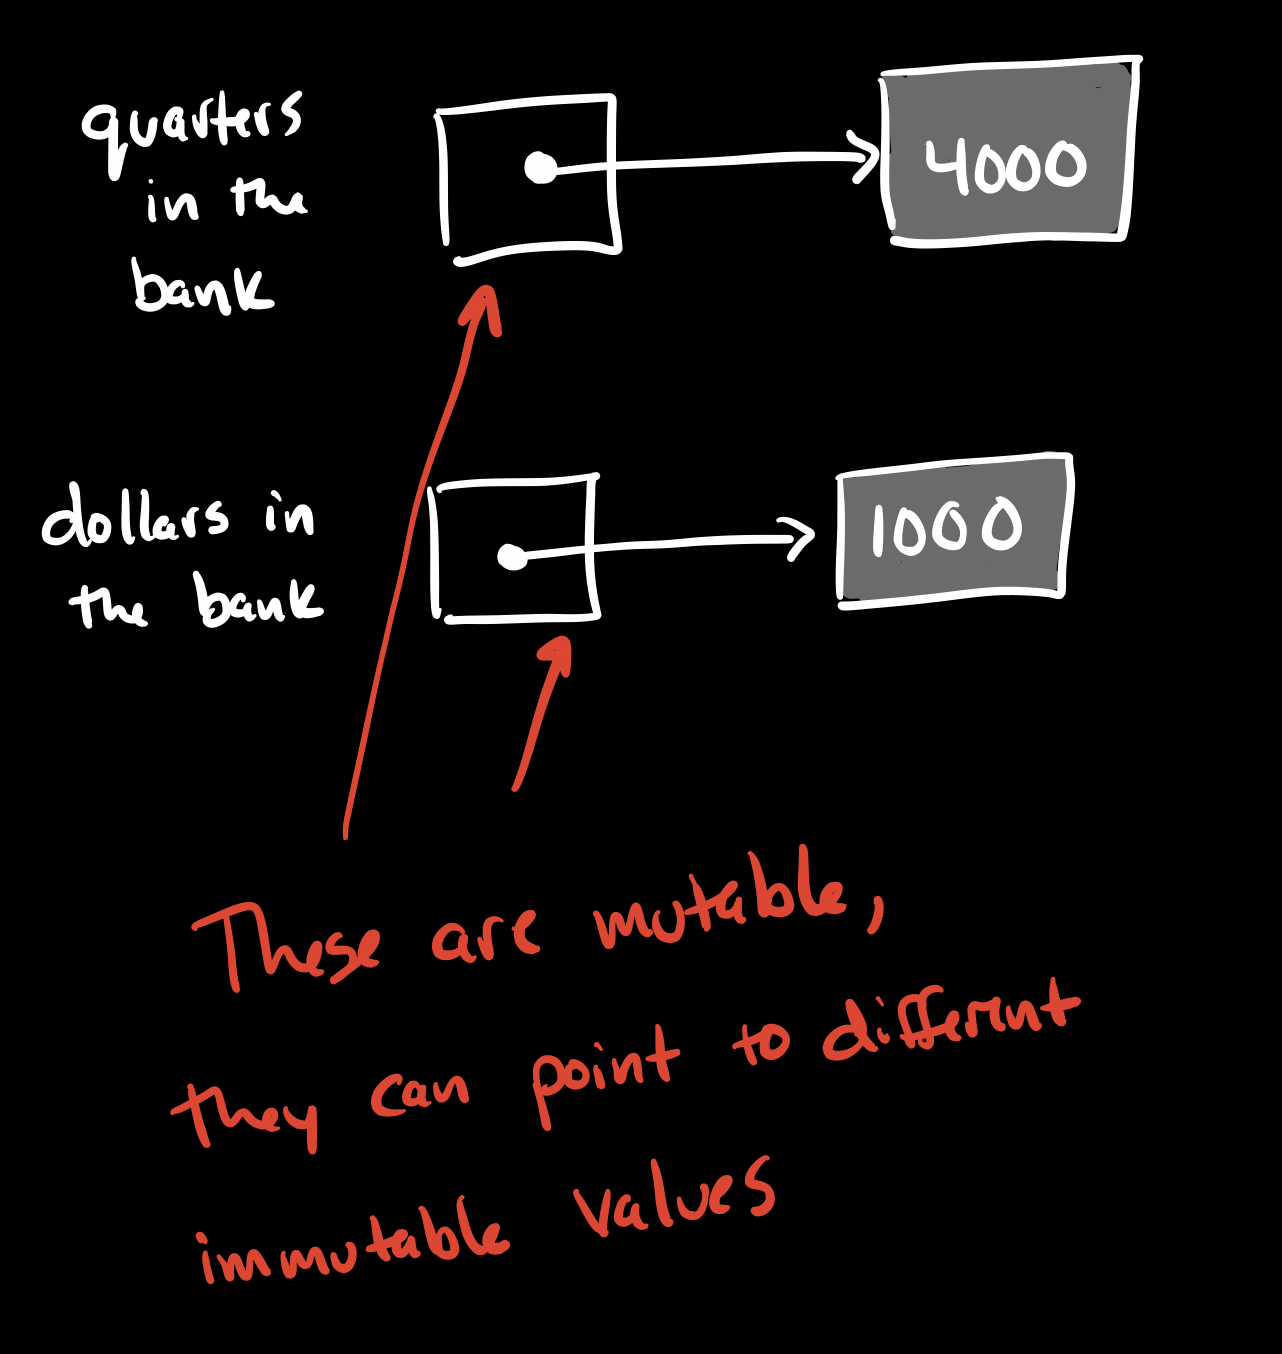 quarters
in the
bank
4000
dollars in
the bank
1000
These are mutable,
they can point to different
immutable values